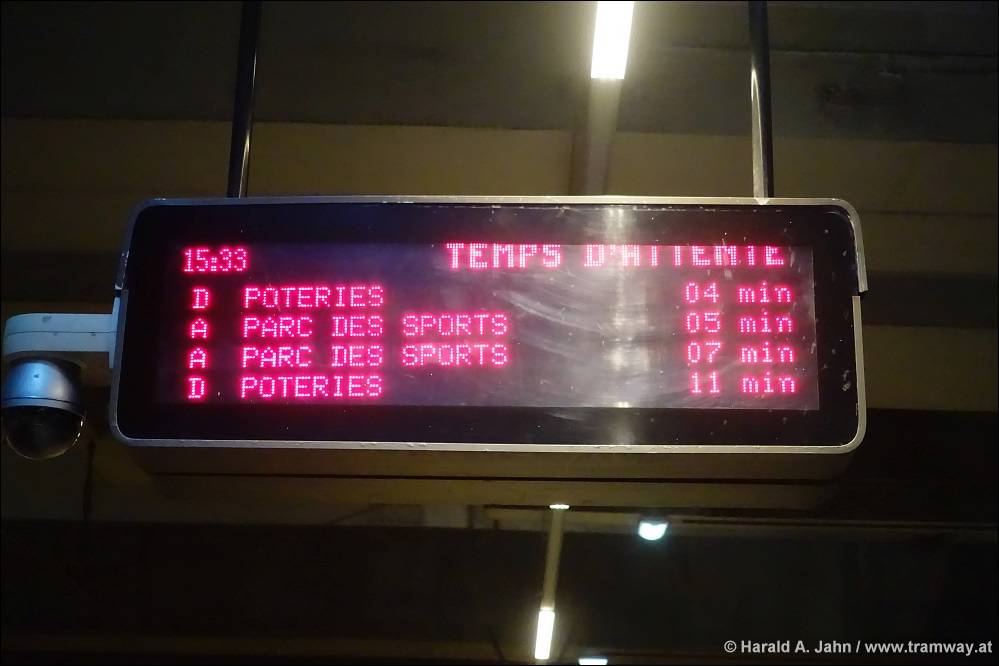 15:33 TEMPS D'ATTENTE
D POTERIES 04 min
A PARC DES SPORTS 05 min
A PARC DES SPORTS 07 min
D POTERIES 11 min
© Harald A. Jahn / www.tramway.at